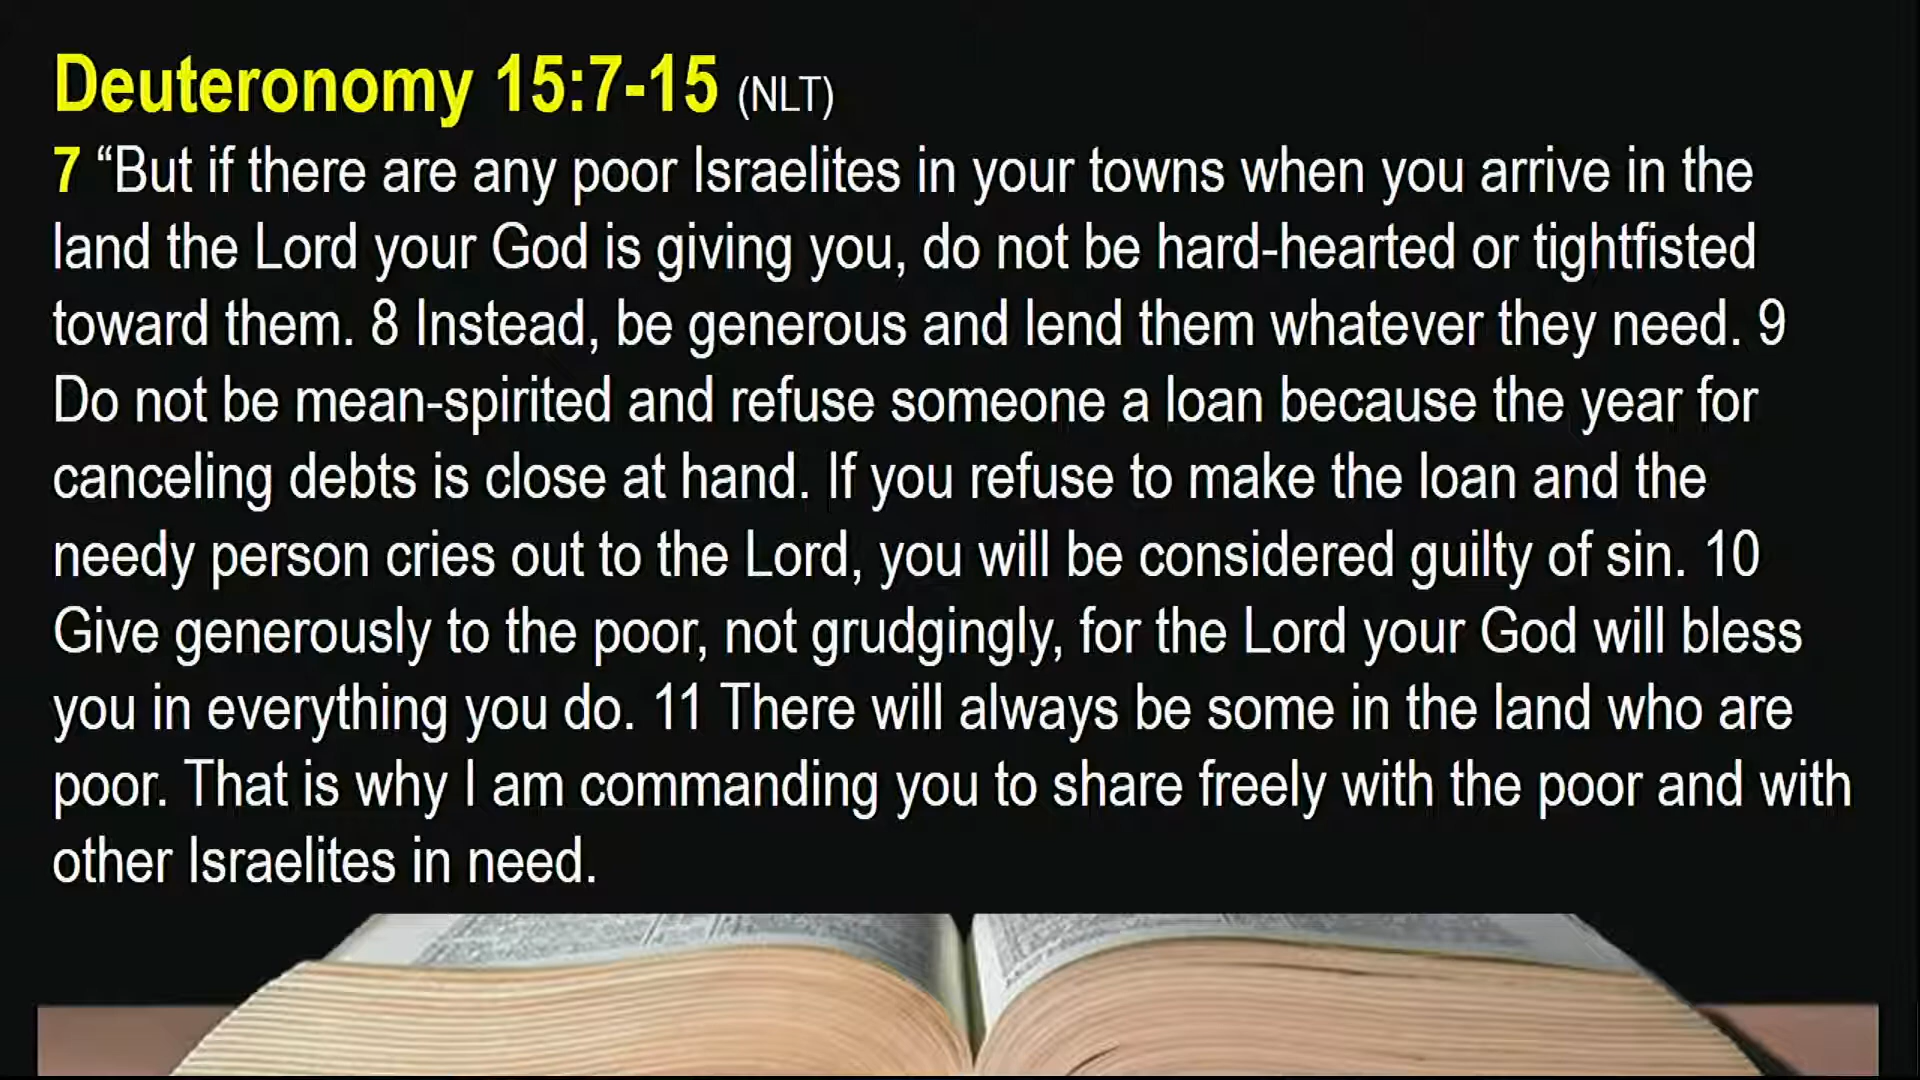 Deuteronomy 15:7-15 (NLT)
7 “But if there are any poor Israelites in your towns when you arrive in the
land the Lord your God is giving you, do not be hard-hearted or tightfisted
toward them. 8 Instead, be generous and lend them whatever they need. 9
Do not be mean-spirited and refuse someone a loan because the year for
canceling debts is close at hand. If you refuse to make the loan and the
needy person cries out to the Lord, you will be considered guilty of sin. 10
Give generously to the poor, not grudgingly, for the Lord your God will bless
you in everything you do. 11 There will always be some in the land who are
poor. That is why I am commanding you to share freely with the poor and with
other Israelites in need.